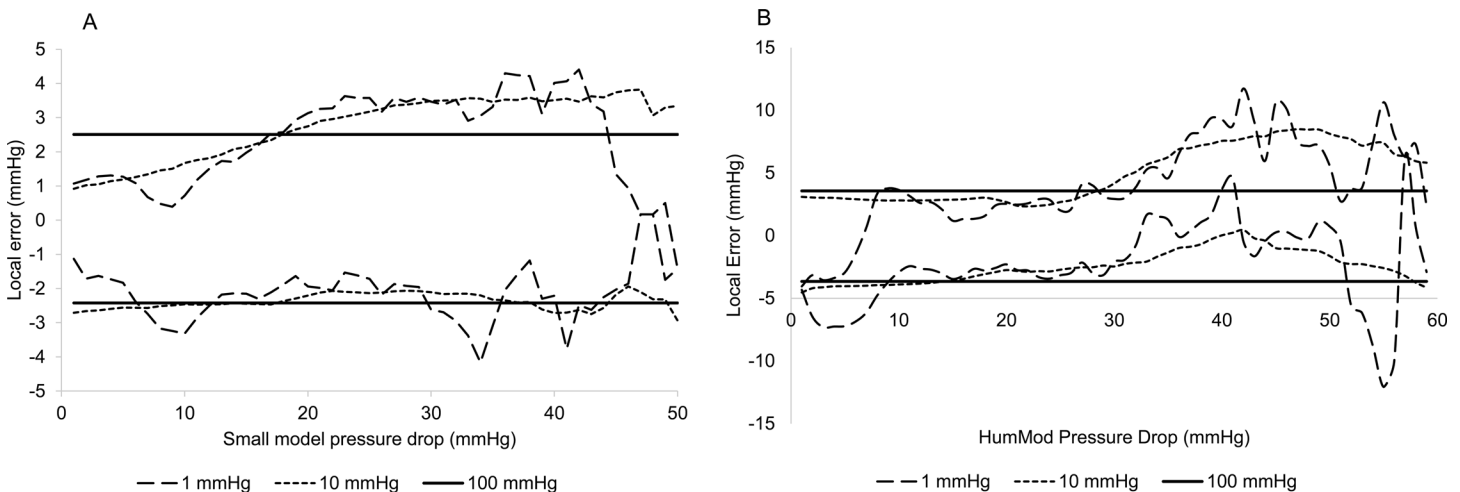 A
5
4
3
2
1
0
-1
-2
-3
-4
-5
Local error (mmHg)
0 10 20 30 40 50
Small model pressure drop (mmHg)
1 mmHg 10 mmHg 100 mmHg
B
15
10
5
0
-5
-10
-15
Local Error (mmHg)
0 10 20 30 40 50 60
HumMod Pressure Drop (mmHg)
1 mmHg 10 mmHg 100 mmHg